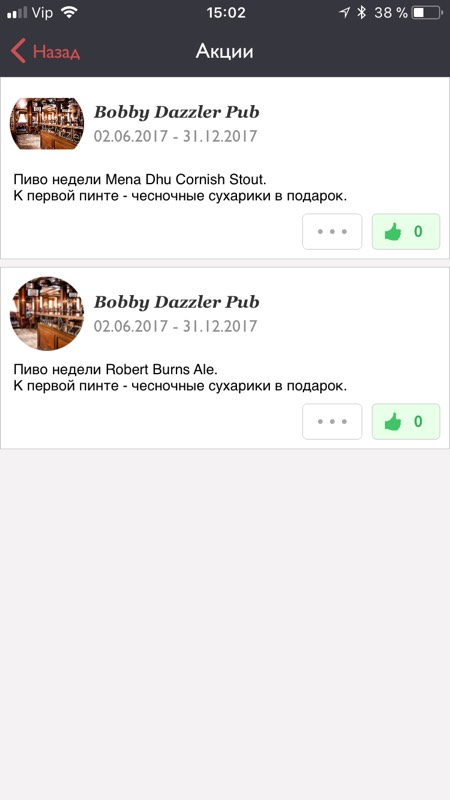 Vip 15:02 38 %
Назад Акции
Bobby Dazzler Pub
02.06.2017 - 31.12.2017
Пиво недели Mena Dhu Cornish Stout.
К первой пинте - чесночные сухарики в подарок.
0
Bobby Dazzler Pub
02.06.2017 - 31.12.2017
Пиво недели Robert Burns Ale.
К первой пинте - чесночные сухарики в подарок.
0